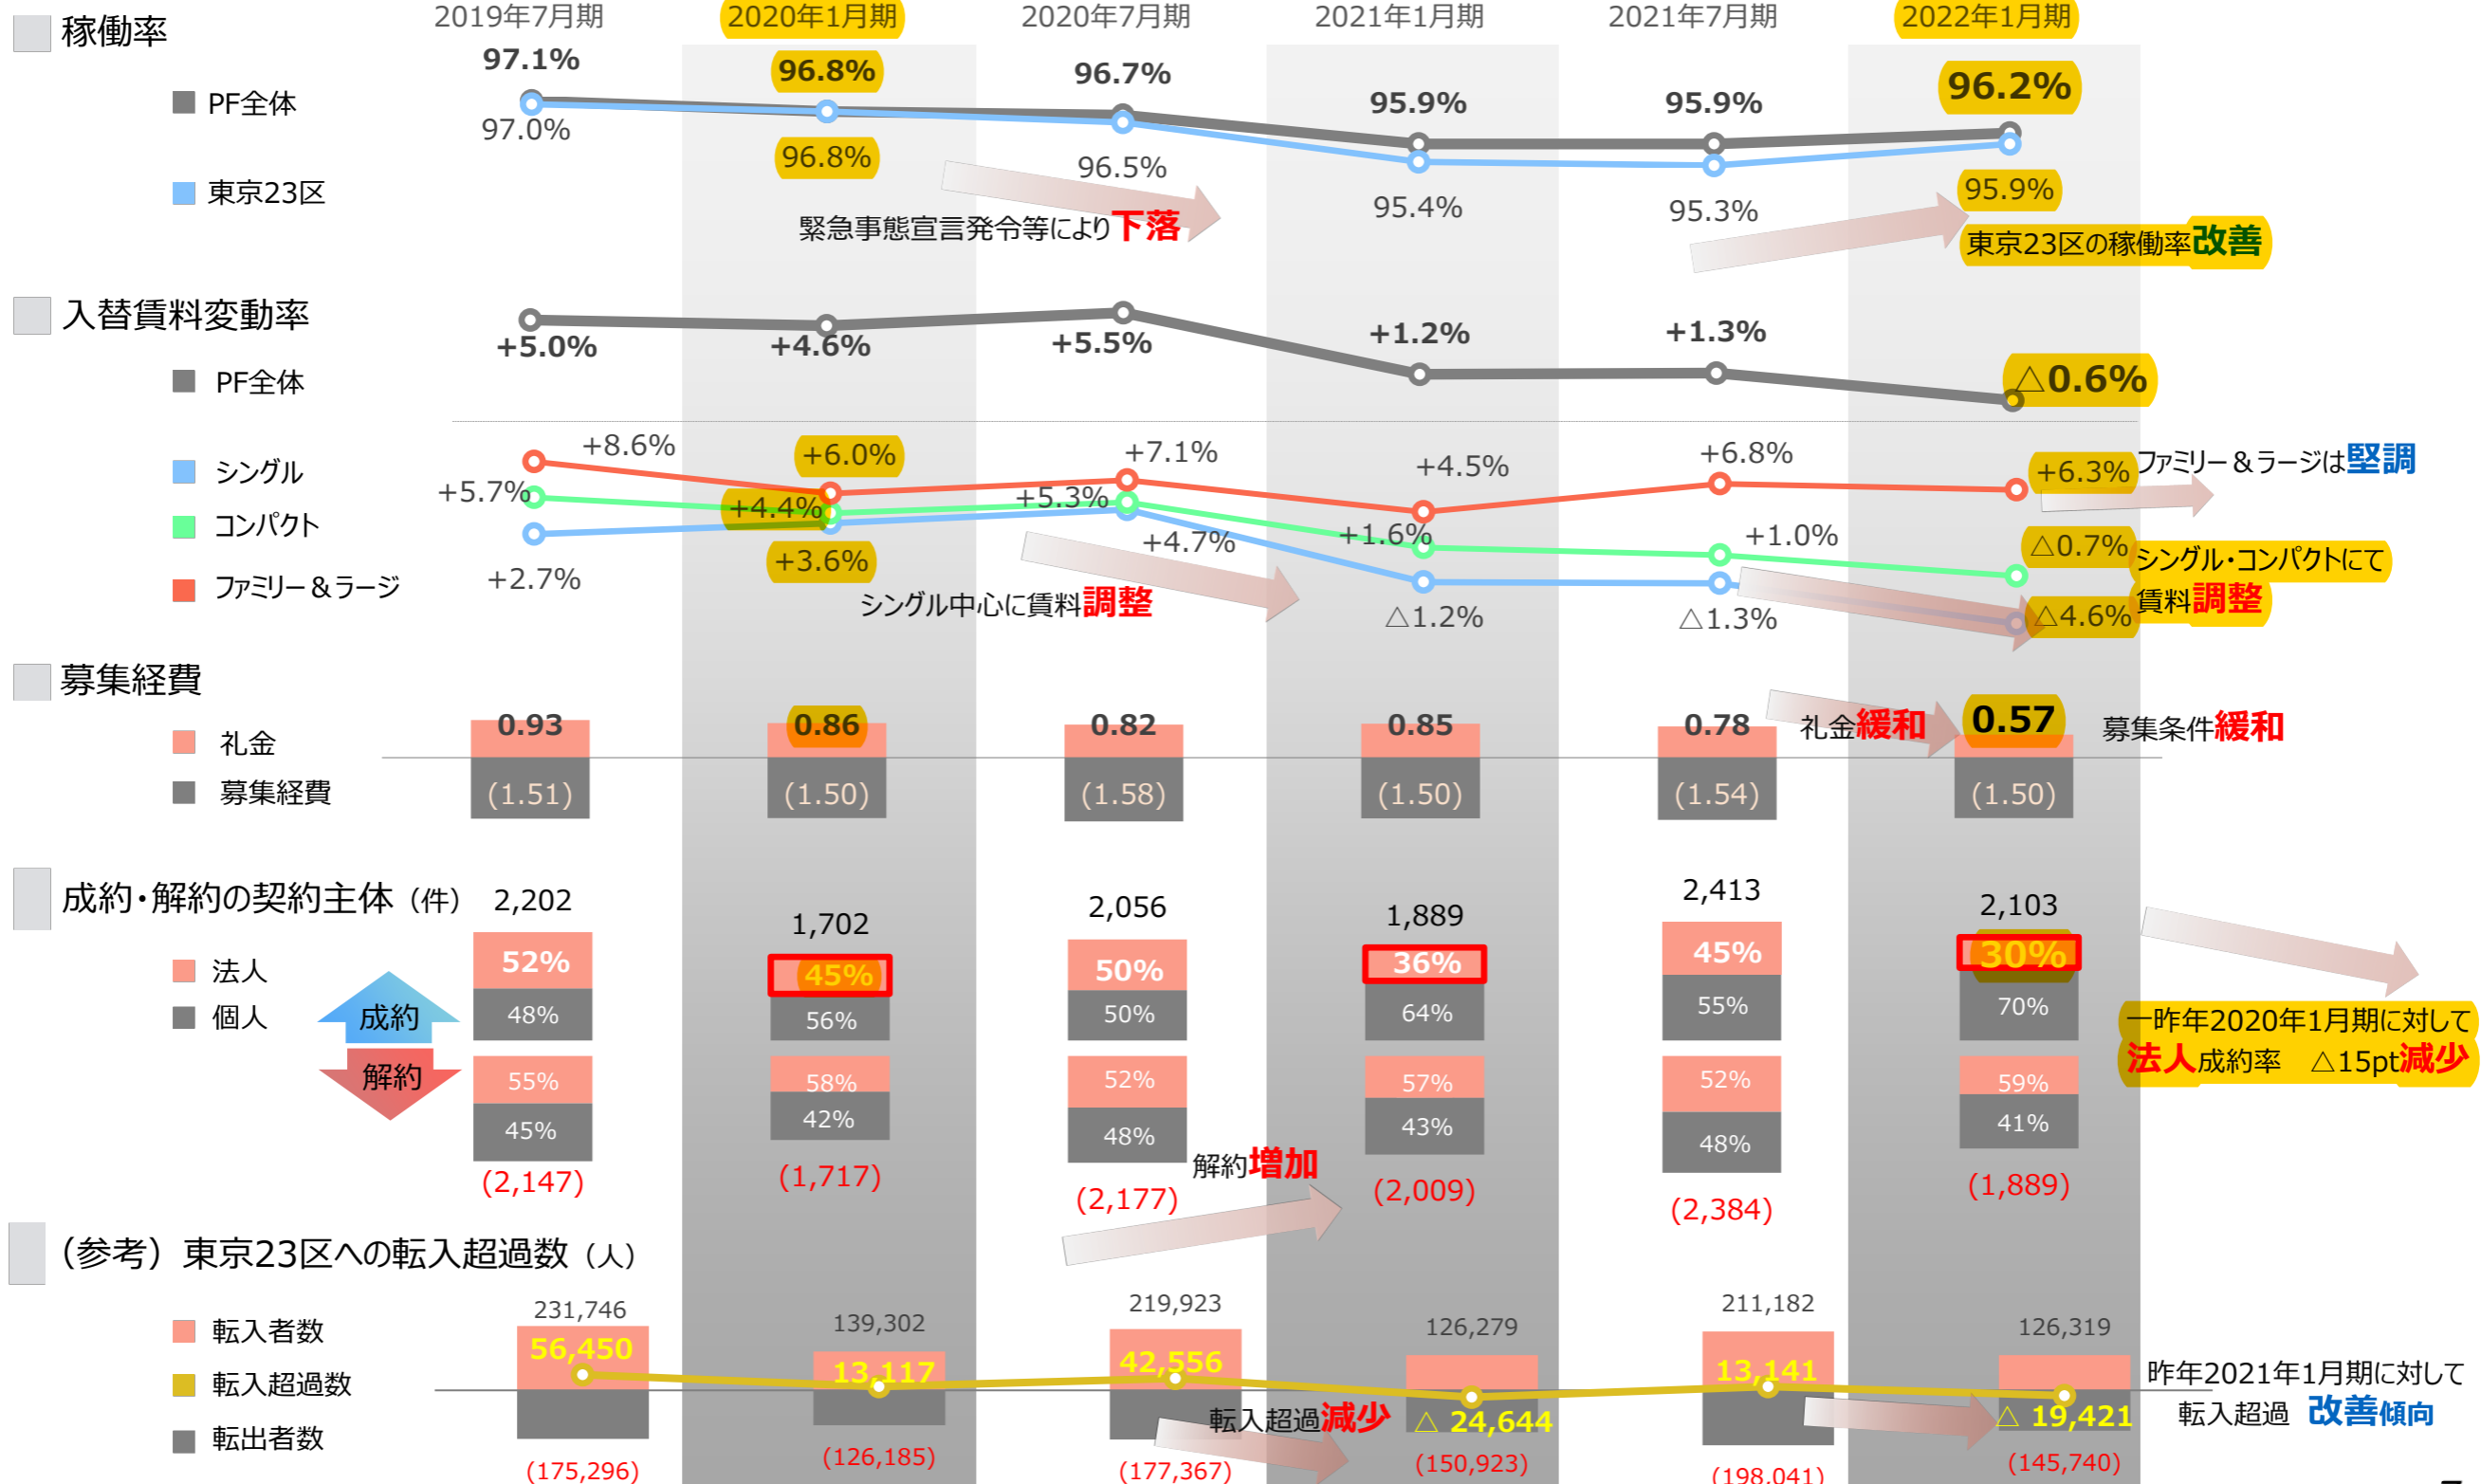 2019年7月期 2020年1月期 2020年7月期 2021年1月期 2021年7月期 2022年1月期
稼働率
97.1% 96.8% 96.7% 95.9% 95.9% 96.2%
PF全体
97.0% 96.8% 96.5% 95.4% 95.3% 95.9%
東京23区
緊急事態宣言発令等により下落
東京23区の稼働率改善
入替賃料変動率
+5.0% +4.6% +5.5% +1.2% +1.3% △0.6%
PF全体
+8.6% +6.0% +7.1% +4.5% +6.8% +6.3%
ファミリー&ラージは堅調
シングル
+5.7% +4.4% +5.3% +1.6% +1.0% △0.7%
コンパクト
シングル・コンパクトにて
賃料調整
+2.7% +3.6% +4.7% △1.2% △1.3% △4.6%
ファミリー&ラージ
シングル中心に賃料調整
募集経費
0.93 0.86 0.82 0.85 0.78 0.57
礼金
礼金緩和
募集条件緩和
募集経費
(1.51) (1.50) (1.58) (1.50) (1.54) (1.50)
成約・解約の契約主体(件)
2,202 1,702 2,056 1,889 2,413 2,103
法人
52% 45% 50% 36% 45% 30%
個人
成約
48% 56% 50% 64% 55% 70%
一昨年2020年1月期に対して
法人成約率 △15pt減少
解約
55% 58% 52% 57% 52% 59%
45% 42% 48% 43% 48% 41%
解約増加
(2,147) (1,717) (2,177) (2,009) (2,384) (1,889)
(参考)東京23区への転入超過数(人)
231,746 139,302 219,923 126,279 211,182 126,319
転入者数
56,450 13,117 42,556 △ 24,644 13,141 △ 19,421
転入超過数
転入超過減少
昨年2021年1月期に対して
転入超過 改善傾向
転出者数
(175,296) (126,185) (177,367) (150,923) (198,041) (145,740)